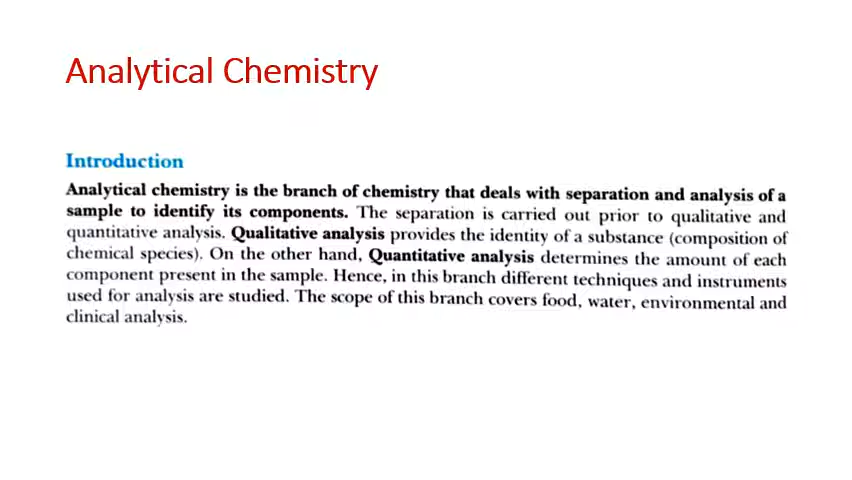 Analytical Chemistry
Introduction
Analytical chemistry is the branch of chemistry that deals with separation and analysis of a
sample to identify its components. The separation is carried out prior to qualitative and
quantitative analysis. Qualitative analysis provides the identity of a substance (composition of
chemical species). On the other hand, Quantitative analysis determines the amount of each
component present in the sample. Hence, in this branch different techniques and instruments
used for analysis are studied. The scope of this branch covers food, water, environmental and
clinical analysis.